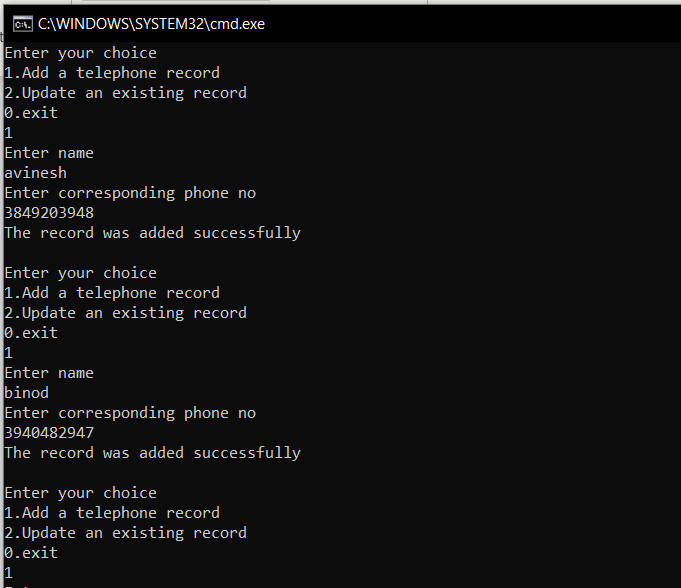 C:\WINDOWS\SYSTEM32\cmd.exe
Enter your choice
1.Add a telephone record
2.Update an existing record
0.exit
1
Enter name
avinesh
Enter corresponding phone no
3849203948
The record was added successfully
Enter your choice
1.Add a telephone record
2.Update an existing record
0.exit
1
Enter name
binod
Enter corresponding phone no
3940482947
The record was added successfully
Enter your choice
1.Add a telephone record
2.Update an existing record
0.exit
1